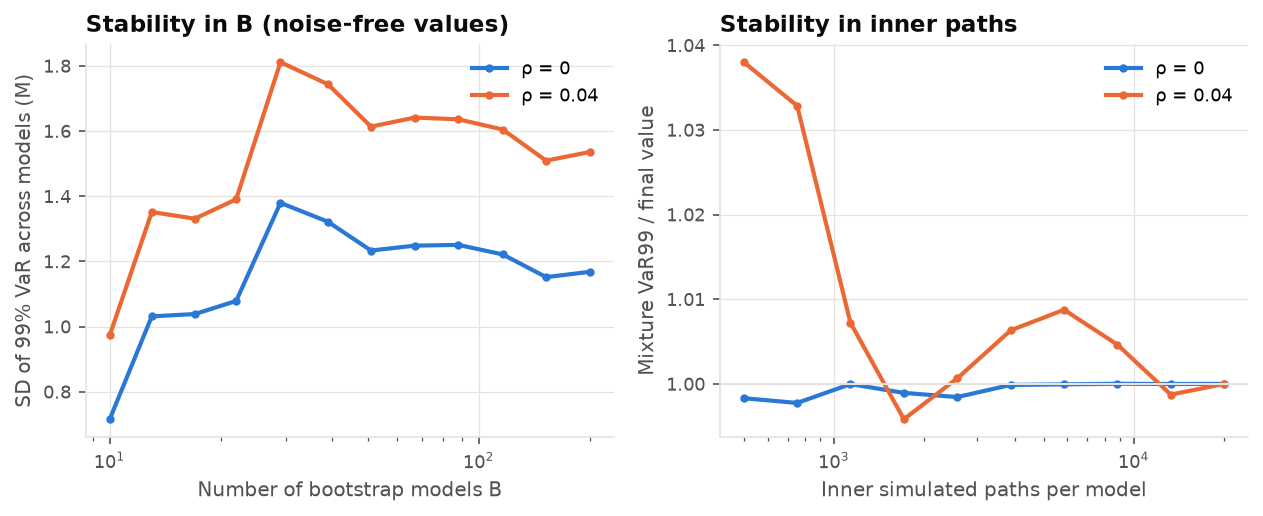 Stability in B (noise-free values)
SD of 99% VaR across models (M)
1.8
1.6
1.4
1.2
1.0
0.8
ρ = 0
ρ = 0.04
10¹
10²
Number of bootstrap models B
Stability in inner paths
Mixture VaR99 / final value
1.04
1.03
1.02
1.01
1.00
ρ = 0
ρ = 0.04
10³
10⁴
Inner simulated paths per model